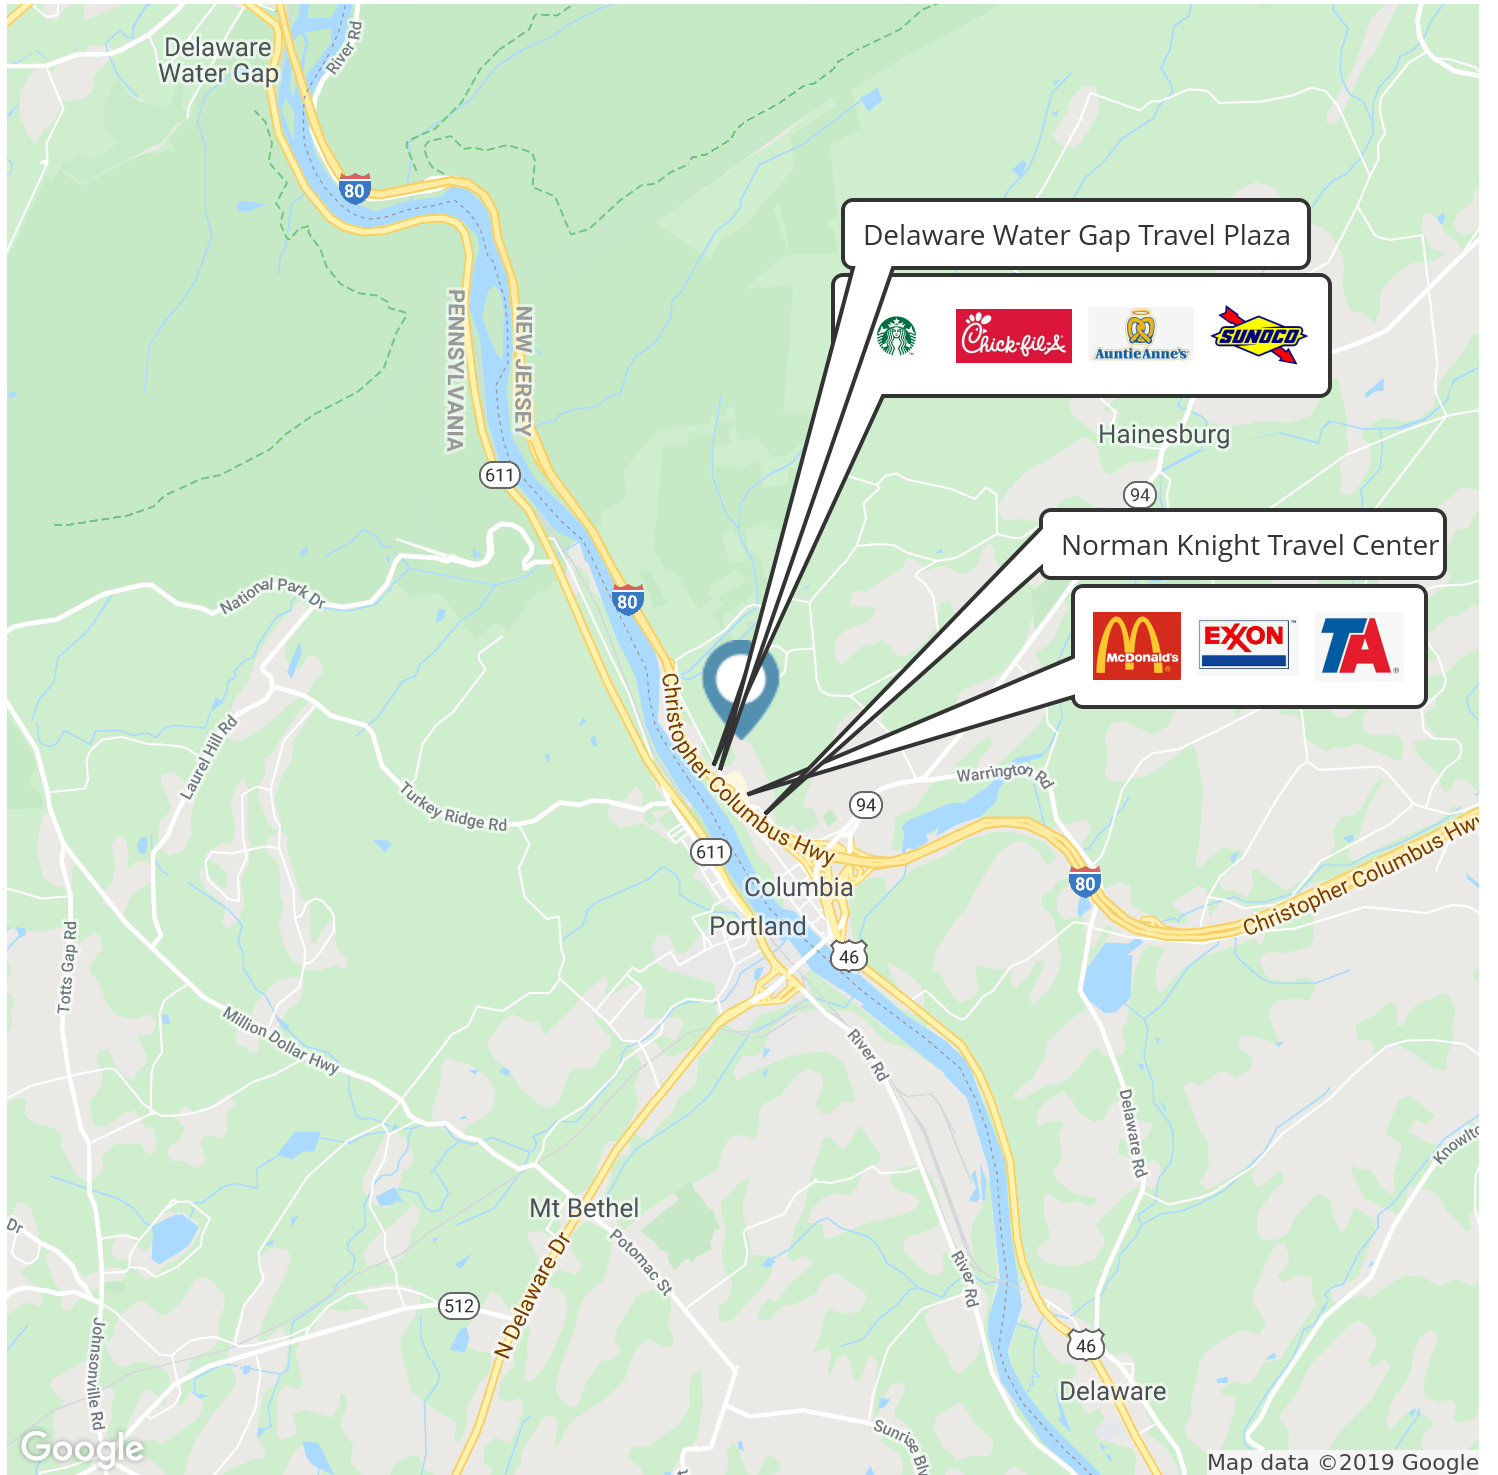 Delaware
Water Gap
River Rd
80
Delaware Water Gap Travel Plaza
Chick-fil-A
Auntie Anne's
SUNOCO
PENNSYLVANIA
NEW JERSEY
Hainesburg
611
94
Norman Knight Travel Center
National Park Dr
80
McDonald's
EXXON
TA
Christopher Columbus Hwy
Laurel Hill Rd
Turkey Ridge Rd
Warrington Rd
94
611
Columbia
80
Christopher Columbus Hwy
Portland
46
Totts Gap Rd
Million Dollar Hwy
River Rd
Delaware Rd
Mt Bethel
Dr
Potomac St
N Delaware Dr
River Rd
512
Johnsonville Rd
46
Delaware
Sunrise
Google
Map data ©2019 Google